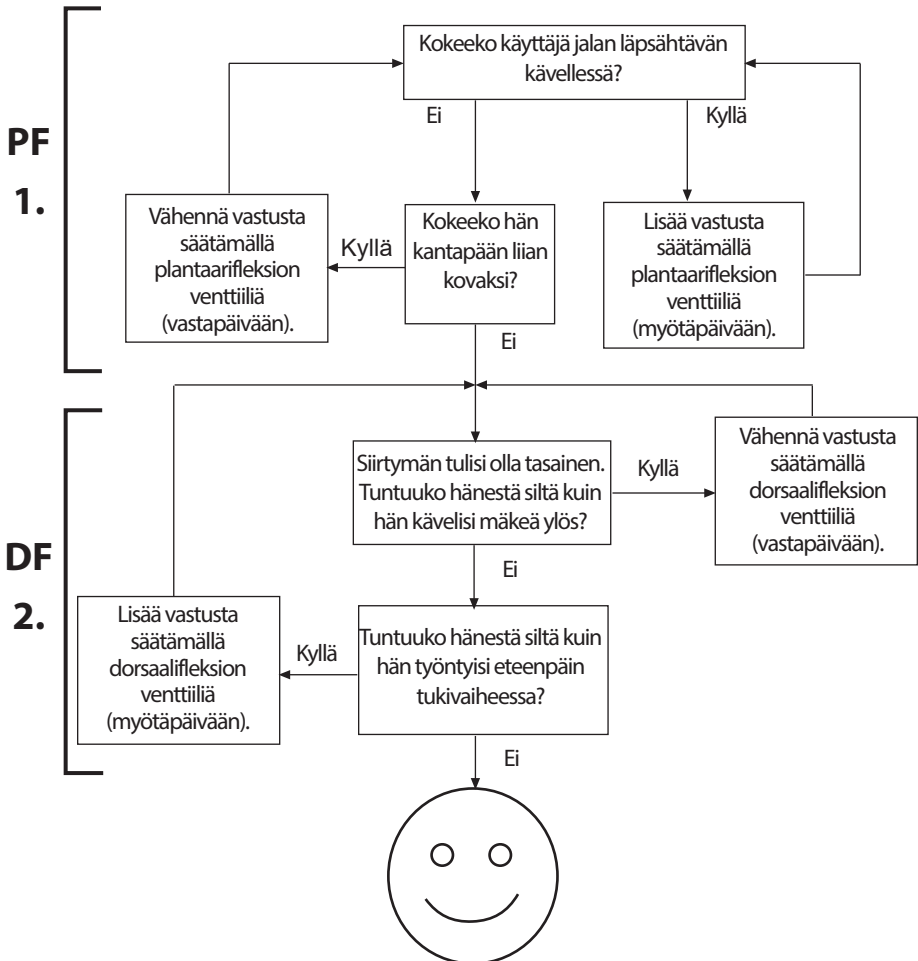 PF
1.
Kokeeko käyttäjä jalan läpsähtävän
kävellessä?
Ei
Kyllä
Vähennä vastusta
säätämällä
plantaarifleksion
venttiiliä
(vastapäivään).
Kyllä
Kokeeko hän
kantapään liian
kovaksi?
Lisää vastusta
säätämällä
plantaarifleksion
venttiiliä
(myötäpäivään).
Ei
DF
2.
Siirtymän tulisi olla tasainen.
Tuntuuko hänestä siltä kuin
hän kävelisi mäkeä ylös?
Kyllä
Vähennä vastusta
säätämällä
dorsaalifleksion
venttiiliä
(vastapäivään).
Ei
Lisää vastusta
säätämällä
dorsaalifleksion
venttiiliä
(myötäpäivään).
Kyllä
Tuntuuko hänestä siltä kuin
hän työntyisi eteenpäin
tukivaiheessa?
Ei